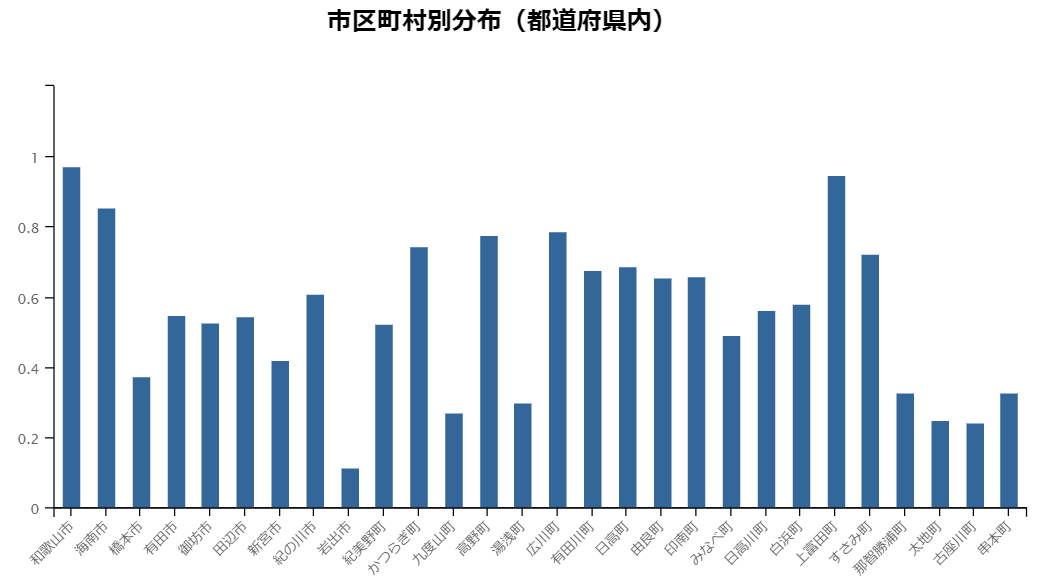 市区町村別分布（都道府県内）
1
0.8
0.6
0.4
0.2
0
和歌山市
海南市
橋本市
有田市
御坊市
田辺市
新宮市
紀の川市
岩出市
紀美野町
かつらぎ町
九度山町
高野町
湯浅町
広川町
有田川町
日高町
由良町
印南町
みなべ町
日高川町
白浜町
上富田町
すさみ町
那智勝浦町
太地町
古座川町
串本町